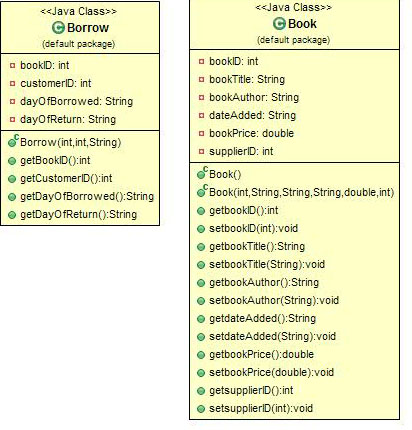 <<Java Class>>
Borrow
(default package)
bookID: int
customerID: int
dayOfBorrowed: String
dayOfReturn: String
Borrow(int,int,String)
getBookID():int
getCustomerID():int
getDayOfBorrowed():String
getDayOfReturn():String
<<Java Class>>
Book
(default package)
bookID: int
bookTitle: String
bookAuthor: String
dateAdded: String
bookPrice: double
supplierID: int
Book()
Book(int,String,String,String,double,int)
getbookID():int
setbookID(int):void
getbookTitle():String
setbookTitle(String):void
getbookAuthor():String
setbookAuthor(String):void
getdateAdded():String
setdateAdded(String):void
getbookPrice():double
setbookPrice(double):void
getsupplierID():int
setsupplierID(int):void